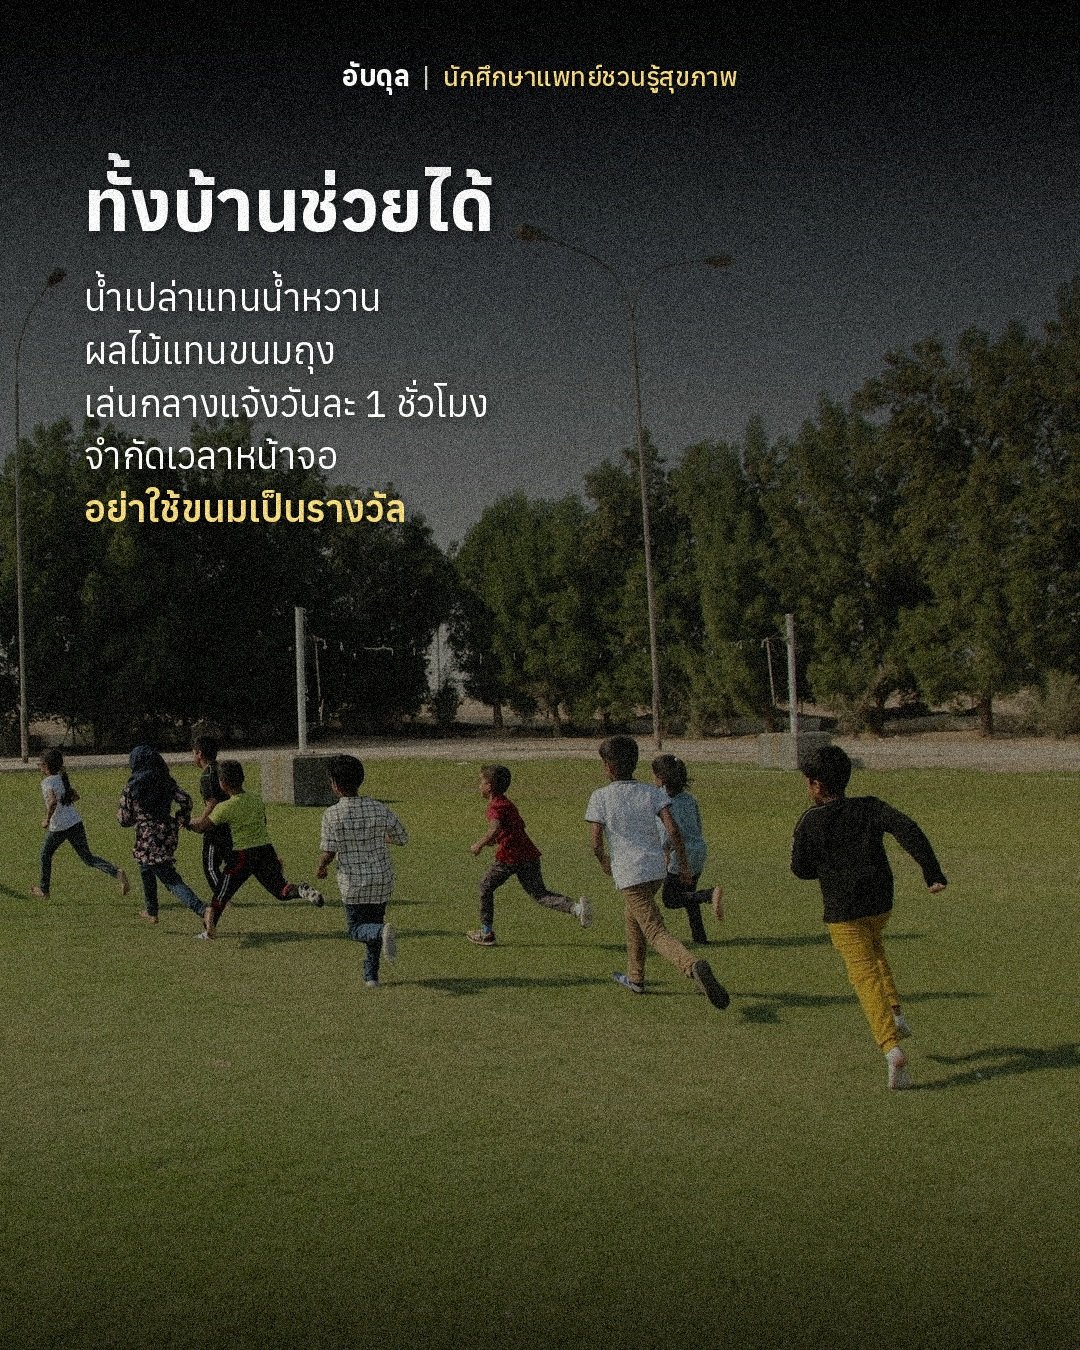 อับดุล | นักศึกษาแพทย์ชวนรู้สุขภาพ
ทั้งบ้านช่วยได้
น้ำเปล่าแทนน้ำหวาน
ผลไม้แทนขนมถุง
เล่นกลางแจ้งวันละ 1 ชั่วโมง
จำกัดเวลาหน้าจอ
อย่าใช้ขนมเป็นรางวัล